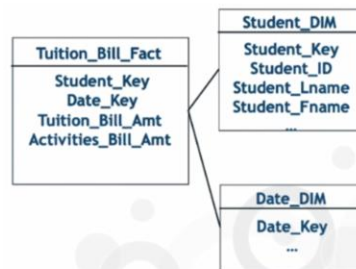 Tuition_Bill_Fact
Student_Key
Date_Key
Tuition_Bill_Amt
Activities_Bill_Amt
Student_DIM
Student_Key
Student_ID
Student_Lname
Student_Fname
...
Date_DIM
Date_Key
...